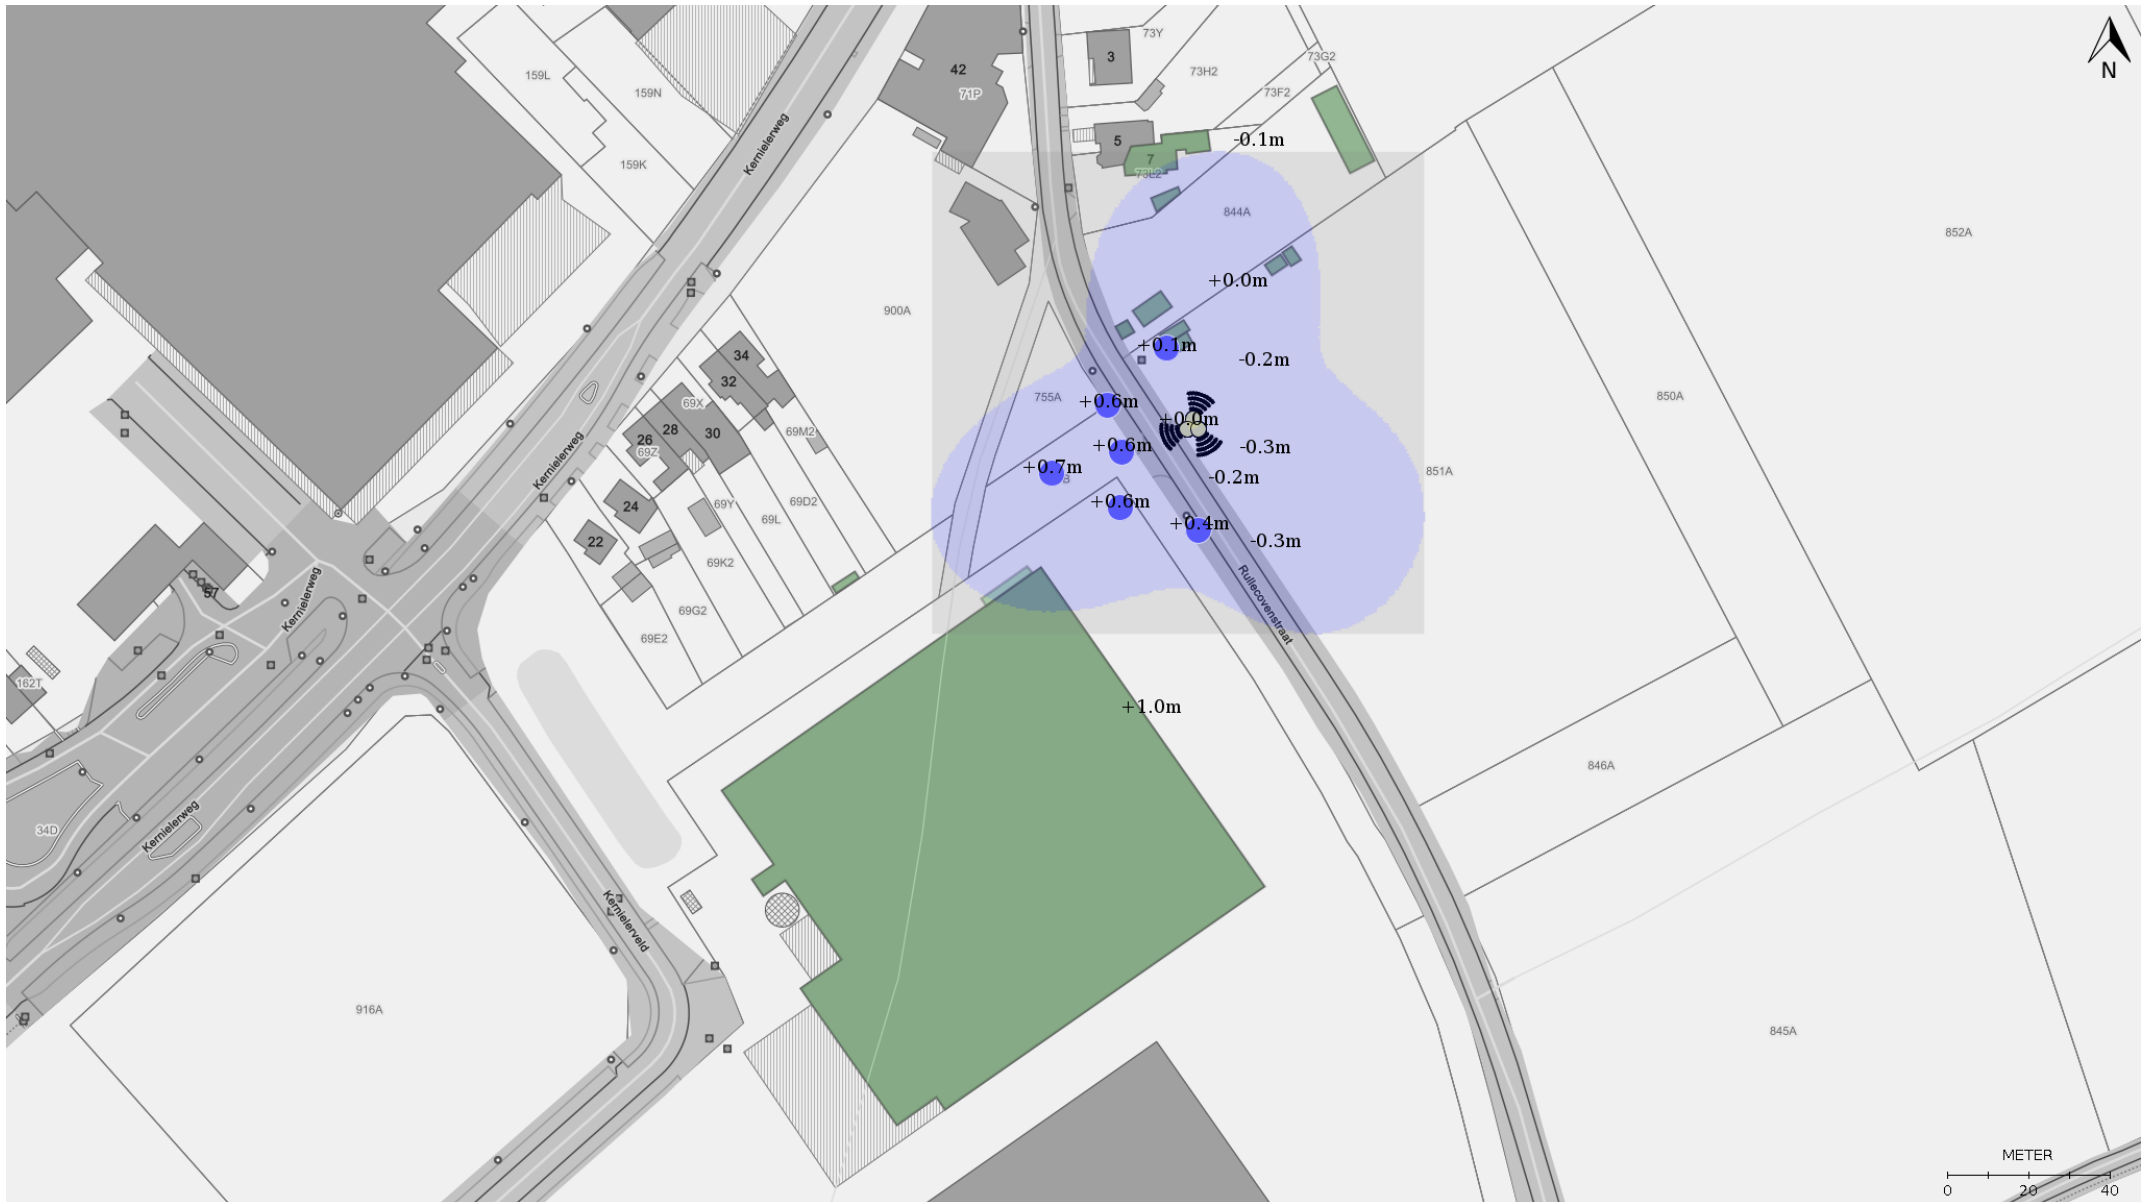 42
71P
3
73Y
73H2
73G2
73F2
N
159L
159N
159K
Kernielerweg
5
7
73L2
-0.1m
844A
852A
+0.0m
900A
34
32
69X
30
28
26
69Z
69M2
755A
+0.1m
-0.2m
+0.6m
+0.0m
850A
-0.3m
+0.6m
+0.7m
B
-0.2m
851A
Kernielerweg
24
69Y
69D2
69L
22
+0.6m
+0.4m
-0.3m
69K2
57
Kernielerweg
69G2
69E2
Rullecovenstraat
162T
+1.0m
846A
34D
Kernielerweg
Kernielerveld
916A
845A
METER
0 20 40